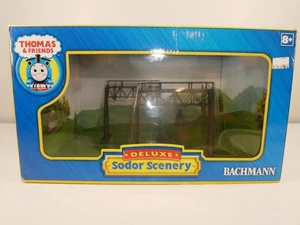 THOMAS
& FRIENDS
8+
DELUXE
Sodor Scenery
BACHMANN